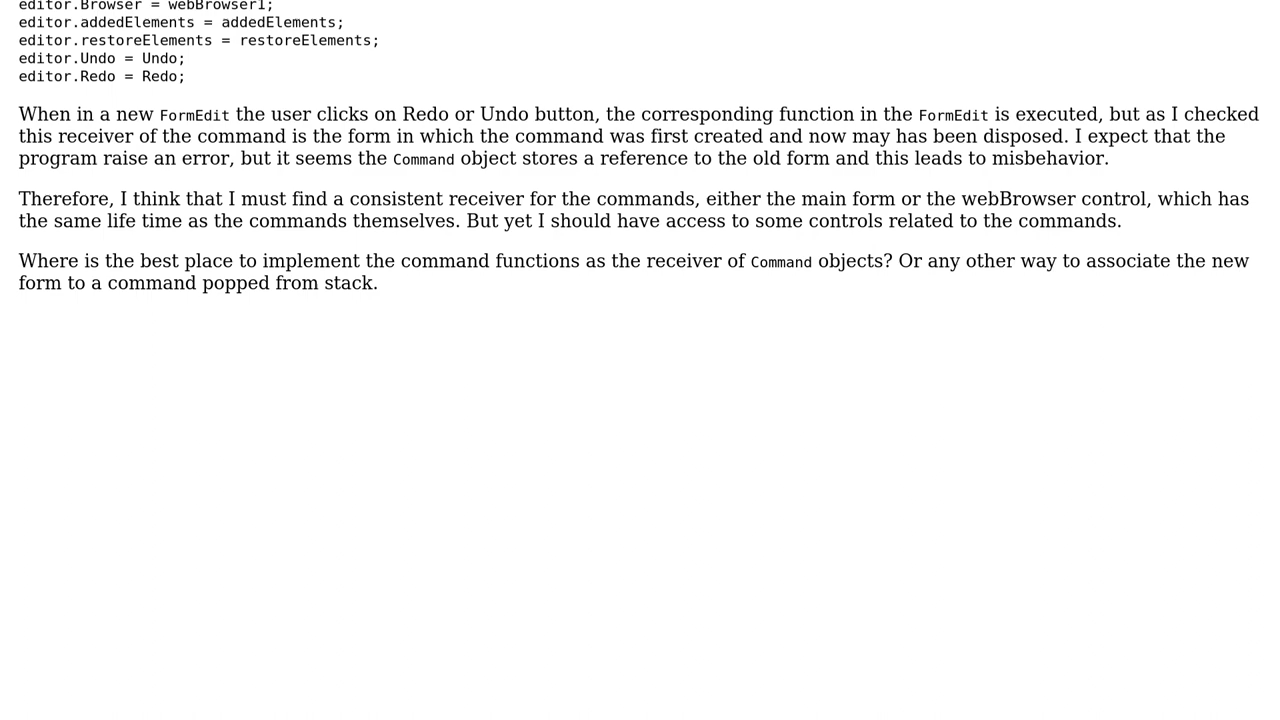 editor.Browser = webBrowser1;
editor.addedElements = addedElements;
editor.restoreElements = restoreElements;
editor.Undo = Undo;
editor.Redo = Redo;
When in a new FormEdit the user clicks on Redo or Undo button, the corresponding function in the FormEdit is executed, but as I checked
this receiver of the command is the form in which the command was first created and now may has been disposed. I expect that the
program raise an error, but it seems the Command object stores a reference to the old form and this leads to misbehavior.
Therefore, I think that I must find a consistent receiver for the commands, either the main form or the webBrowser control, which has
the same life time as the commands themselves. But yet I should have access to some controls related to the commands.
Where is the best place to implement the command functions as the receiver of Command objects? Or any other way to associate the new
form to a command popped from stack.